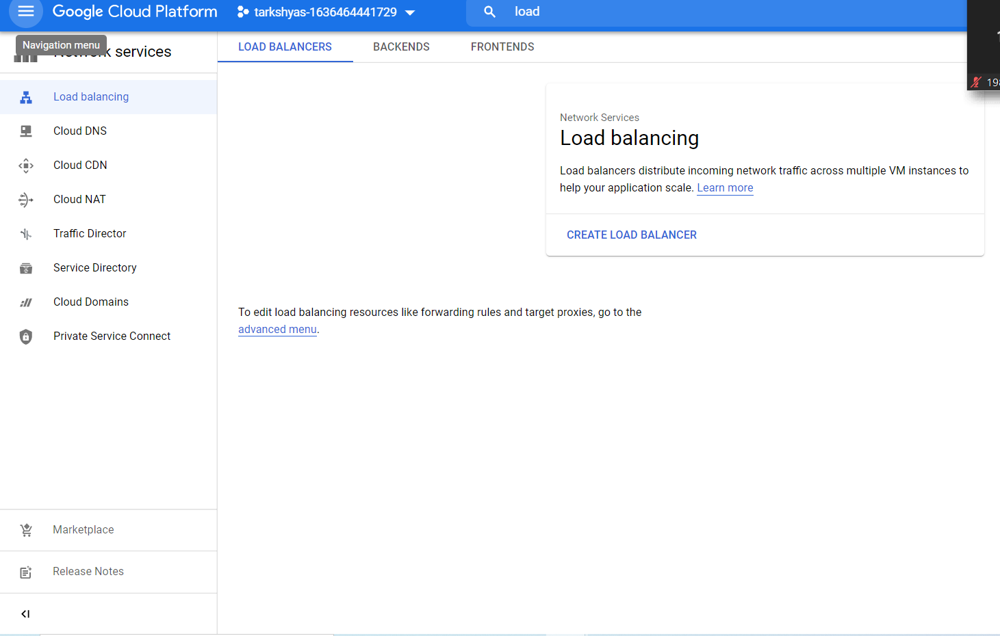 Google Cloud Platform
tarkshyas-1636464441729
load
Navigation menu
Network services
LOAD BALANCERS
BACKENDS
FRONTENDS
Load balancing
Cloud DNS
Cloud CDN
Cloud NAT
Traffic Director
Service Directory
Cloud Domains
Private Service Connect
Marketplace
Release Notes
Network Services
Load balancing
Load balancers distribute incoming network traffic across multiple VM instances to
help your application scale. Learn more
CREATE LOAD BALANCER
To edit load balancing resources like forwarding rules and target proxies, go to the
advanced menu.